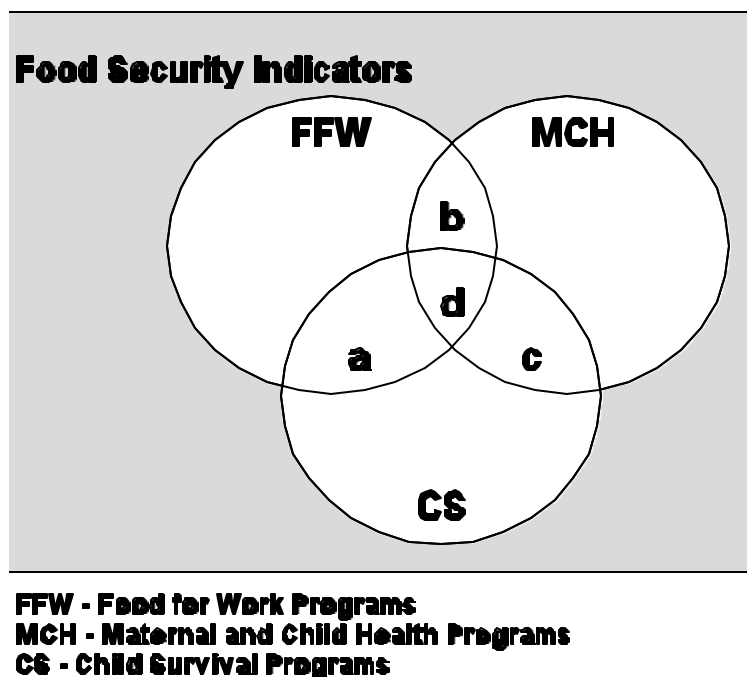 Food Security Indicators
FFW
MCH
b
d
a
c
CS
FFW - Food for Work Programs
MCH - Maternal and Child Health Programs
CS - Child Survival Programs